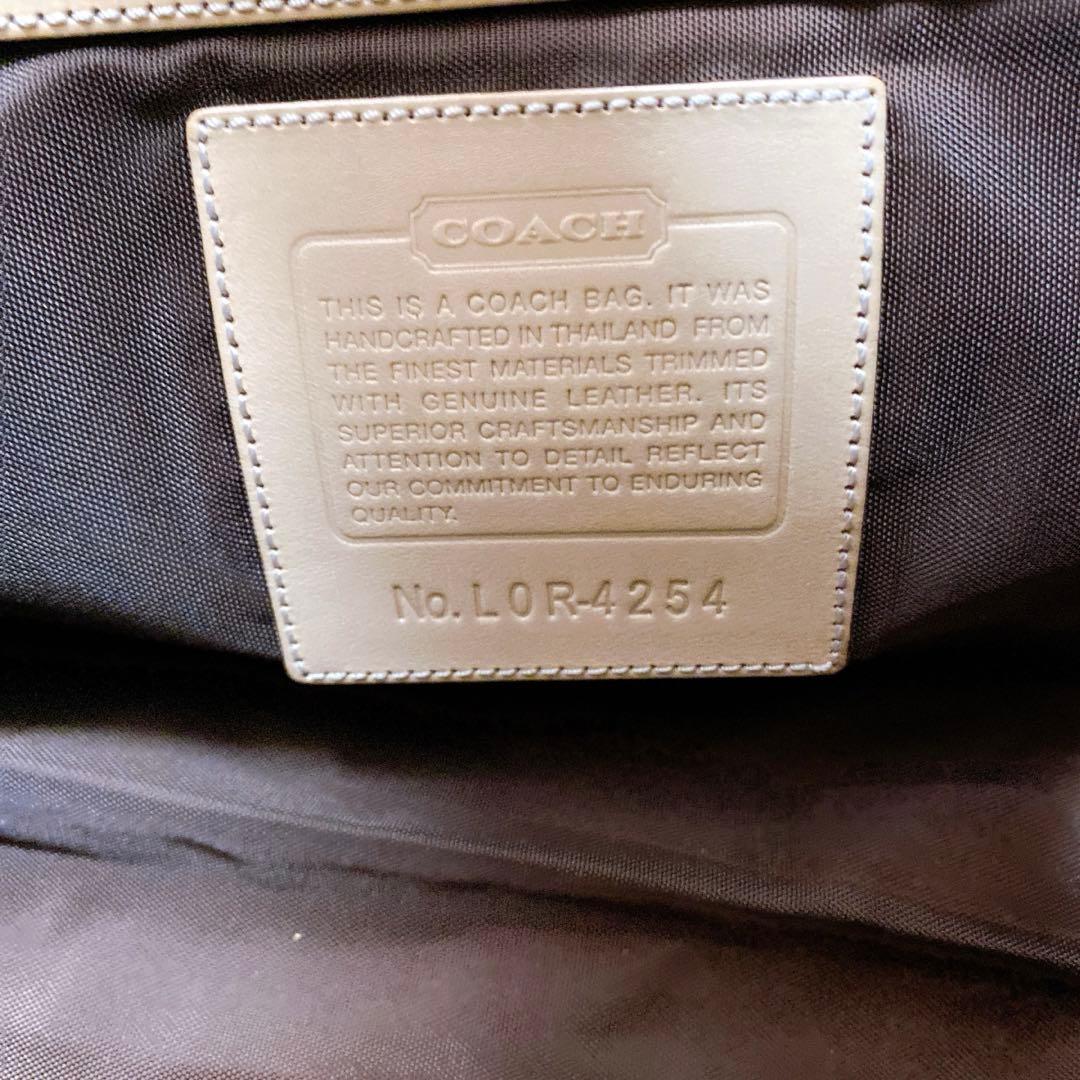 COACH
THIS IS A COACH BAG. IT WAS
HANDCRAFTED IN THAILAND FROM
THE FINEST MATERIALS TRIMMED
WITH GENUINE LEATHER. ITS
SUPERIOR CRAFTSMANSHIP AND
ATTENTION TO DETAIL REFLECT
OUR COMMITMENT TO ENDURING
QUALITY.
No. L0R-4254